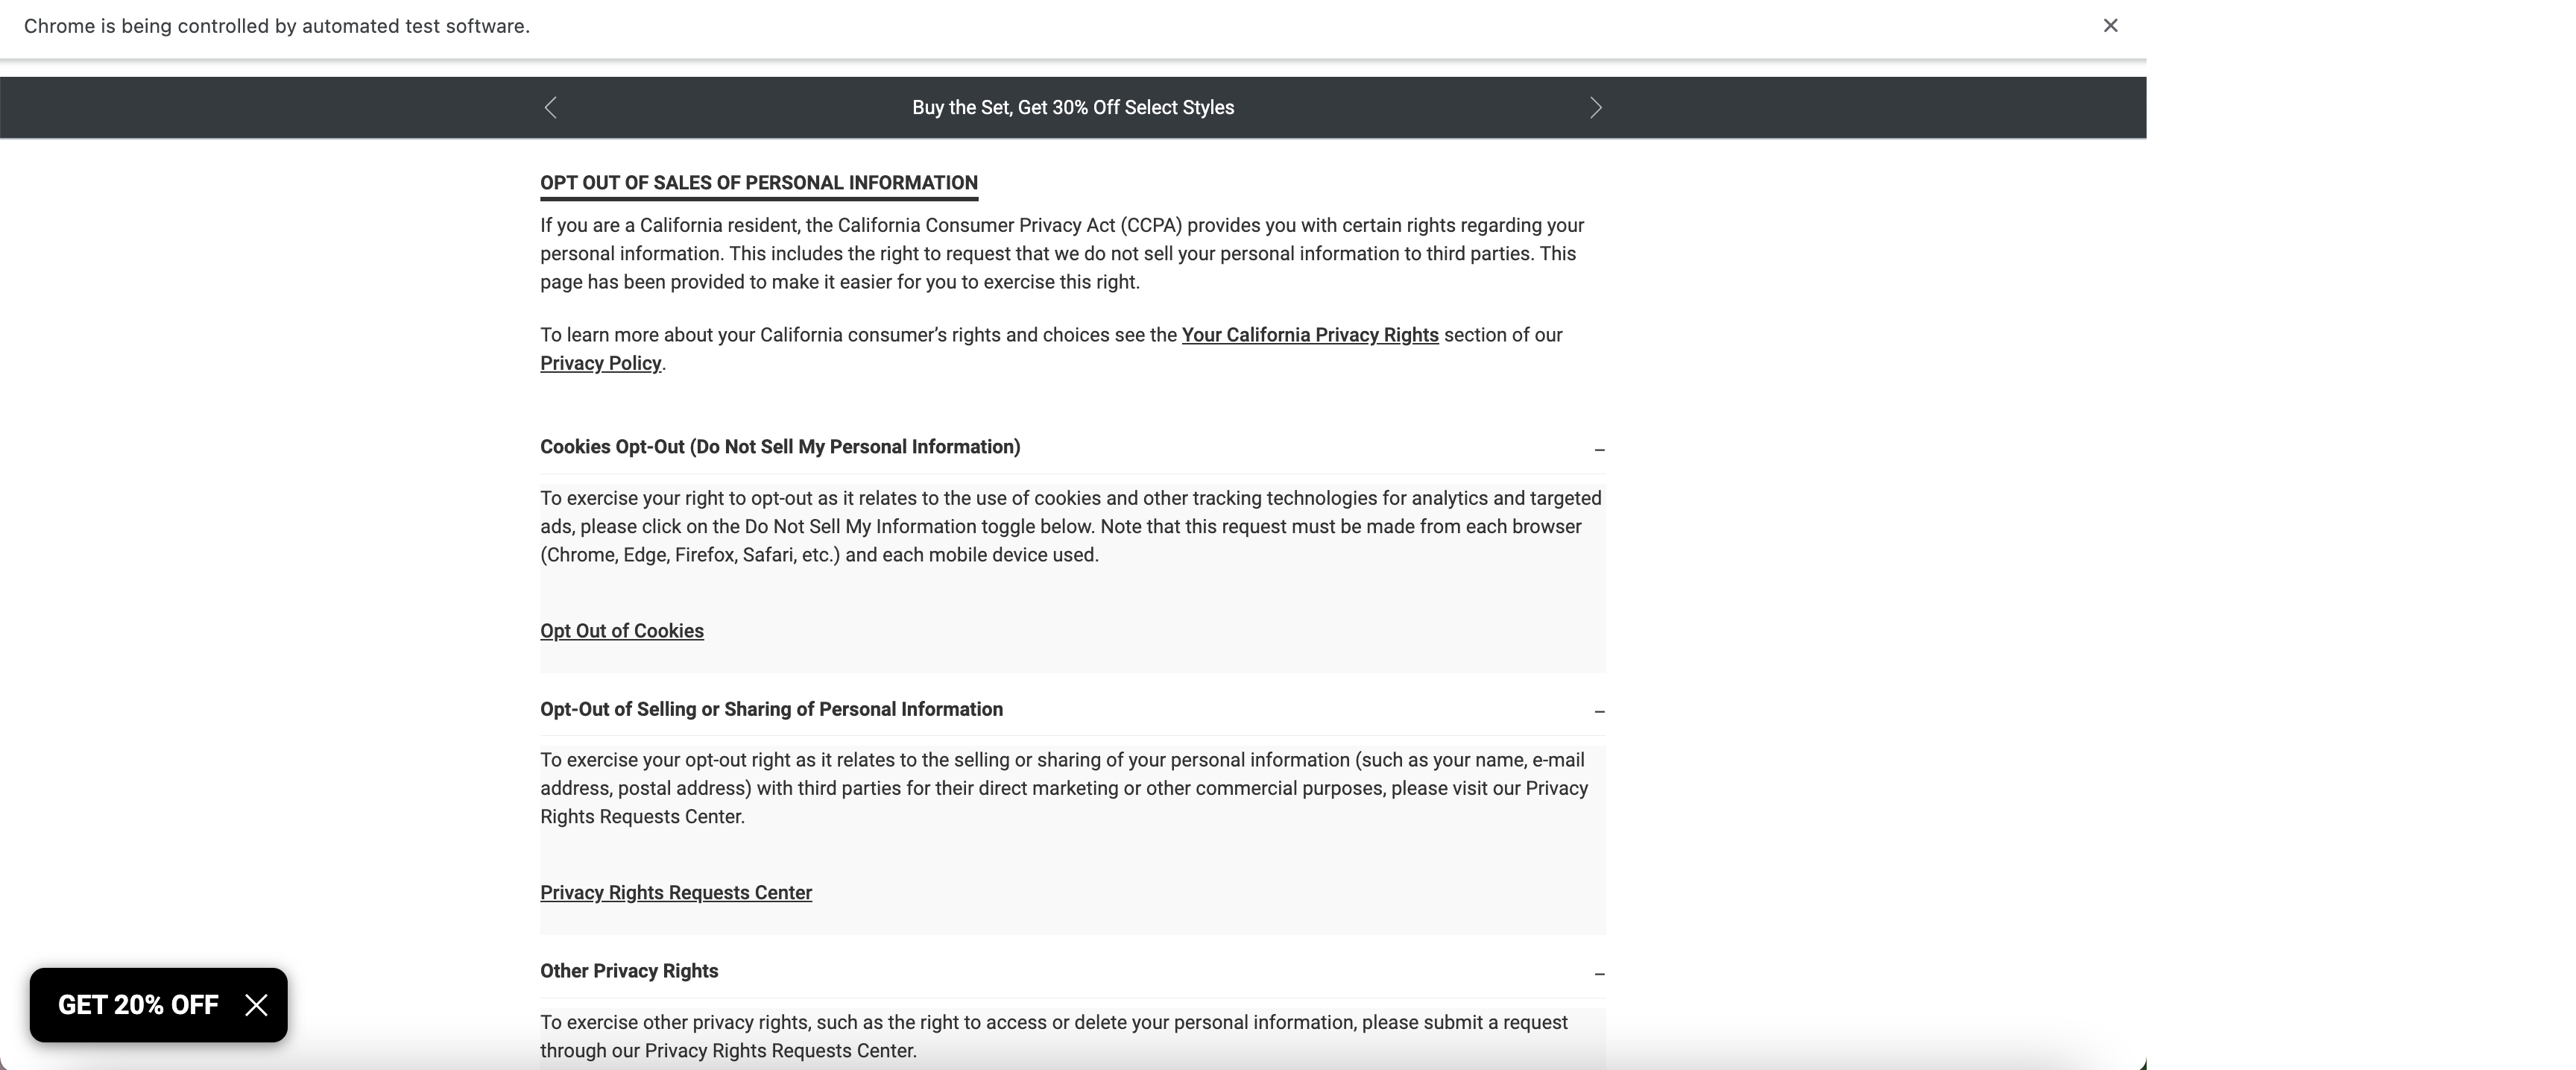 Chrome is being controlled by automated test software.
Buy the Set, Get 30% Off Select Styles
OPT OUT OF SALES OF PERSONAL INFORMATION
If you are a California resident, the California Consumer Privacy Act (CCPA) provides you with certain rights regarding your
personal information. This includes the right to request that we do not sell your personal information to third parties. This
page has been provided to make it easier for you to exercise this right.
To learn more about your California consumer’s rights and choices see the Your California Privacy Rights section of our
Privacy Policy.
Cookies Opt-Out (Do Not Sell My Personal Information)
To exercise your right to opt-out as it relates to the use of cookies and other tracking technologies for analytics and targeted
ads, please click on the Do Not Sell My Information toggle below. Note that this request must be made from each browser
(Chrome, Edge, Firefox, Safari, etc.) and each mobile device used.
Opt Out of Cookies
Opt-Out of Selling or Sharing of Personal Information
To exercise your opt-out right as it relates to the selling or sharing of your personal information (such as your name, e-mail
address, postal address) with third parties for their direct marketing or other commercial purposes, please visit our Privacy
Rights Requests Center.
Privacy Rights Requests Center
Other Privacy Rights
To exercise other privacy rights, such as the right to access or delete your personal information, please submit a request
through our Privacy Rights Requests Center.
GET 20% OFF